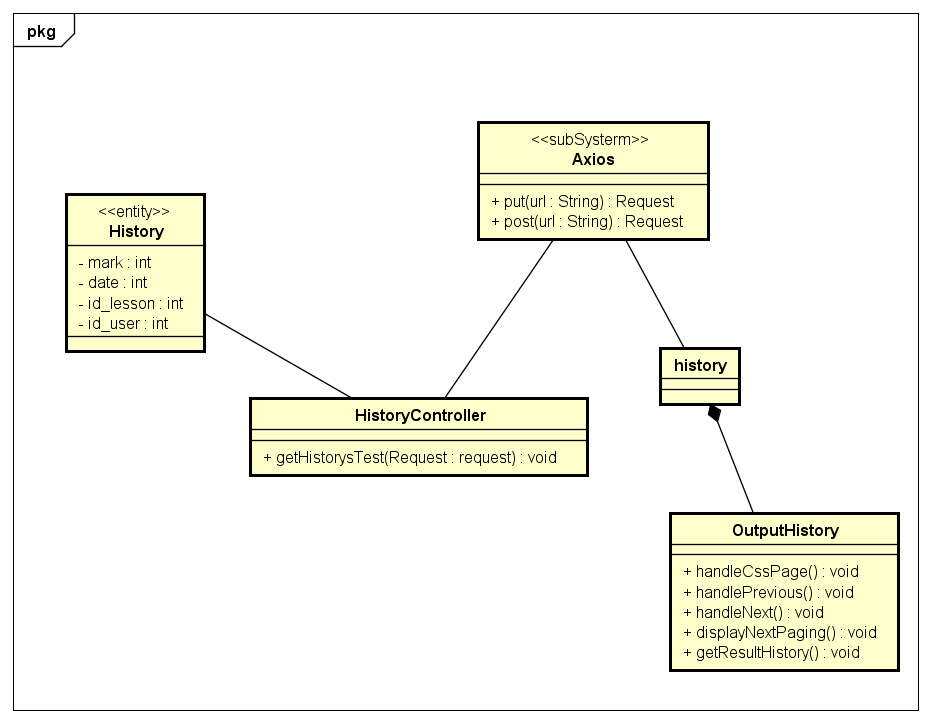 pkg
<<subSysterm>>
Axios
+ put(url : String) : Request
+ post(url : String) : Request
<<entity>>
History
- mark : int
- date : int
- id_lesson : int
- id_user : int
history
HistoryController
+ getHistorysTest(Request : request) : void
OutputHistory
+ handleCssPage() : void
+ handlePrevious() : void
+ handleNext() : void
+ displayNextPaging() : void
+ getResultHistory() : void